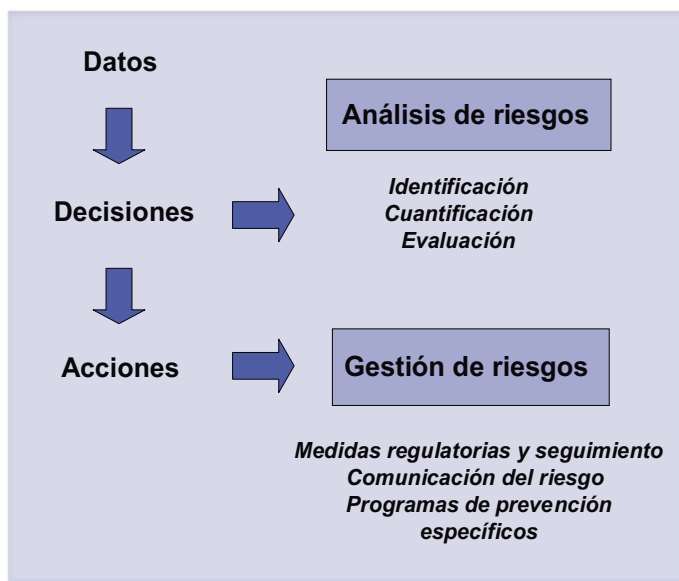 Datos
Análisis de riesgos
Identificación
Cuantificación
Evaluación
Decisiones
Acciones
Gestión de riesgos
Medidas regulatorias y seguimiento
Comunicación del riesgo
Programas de prevención
específicos